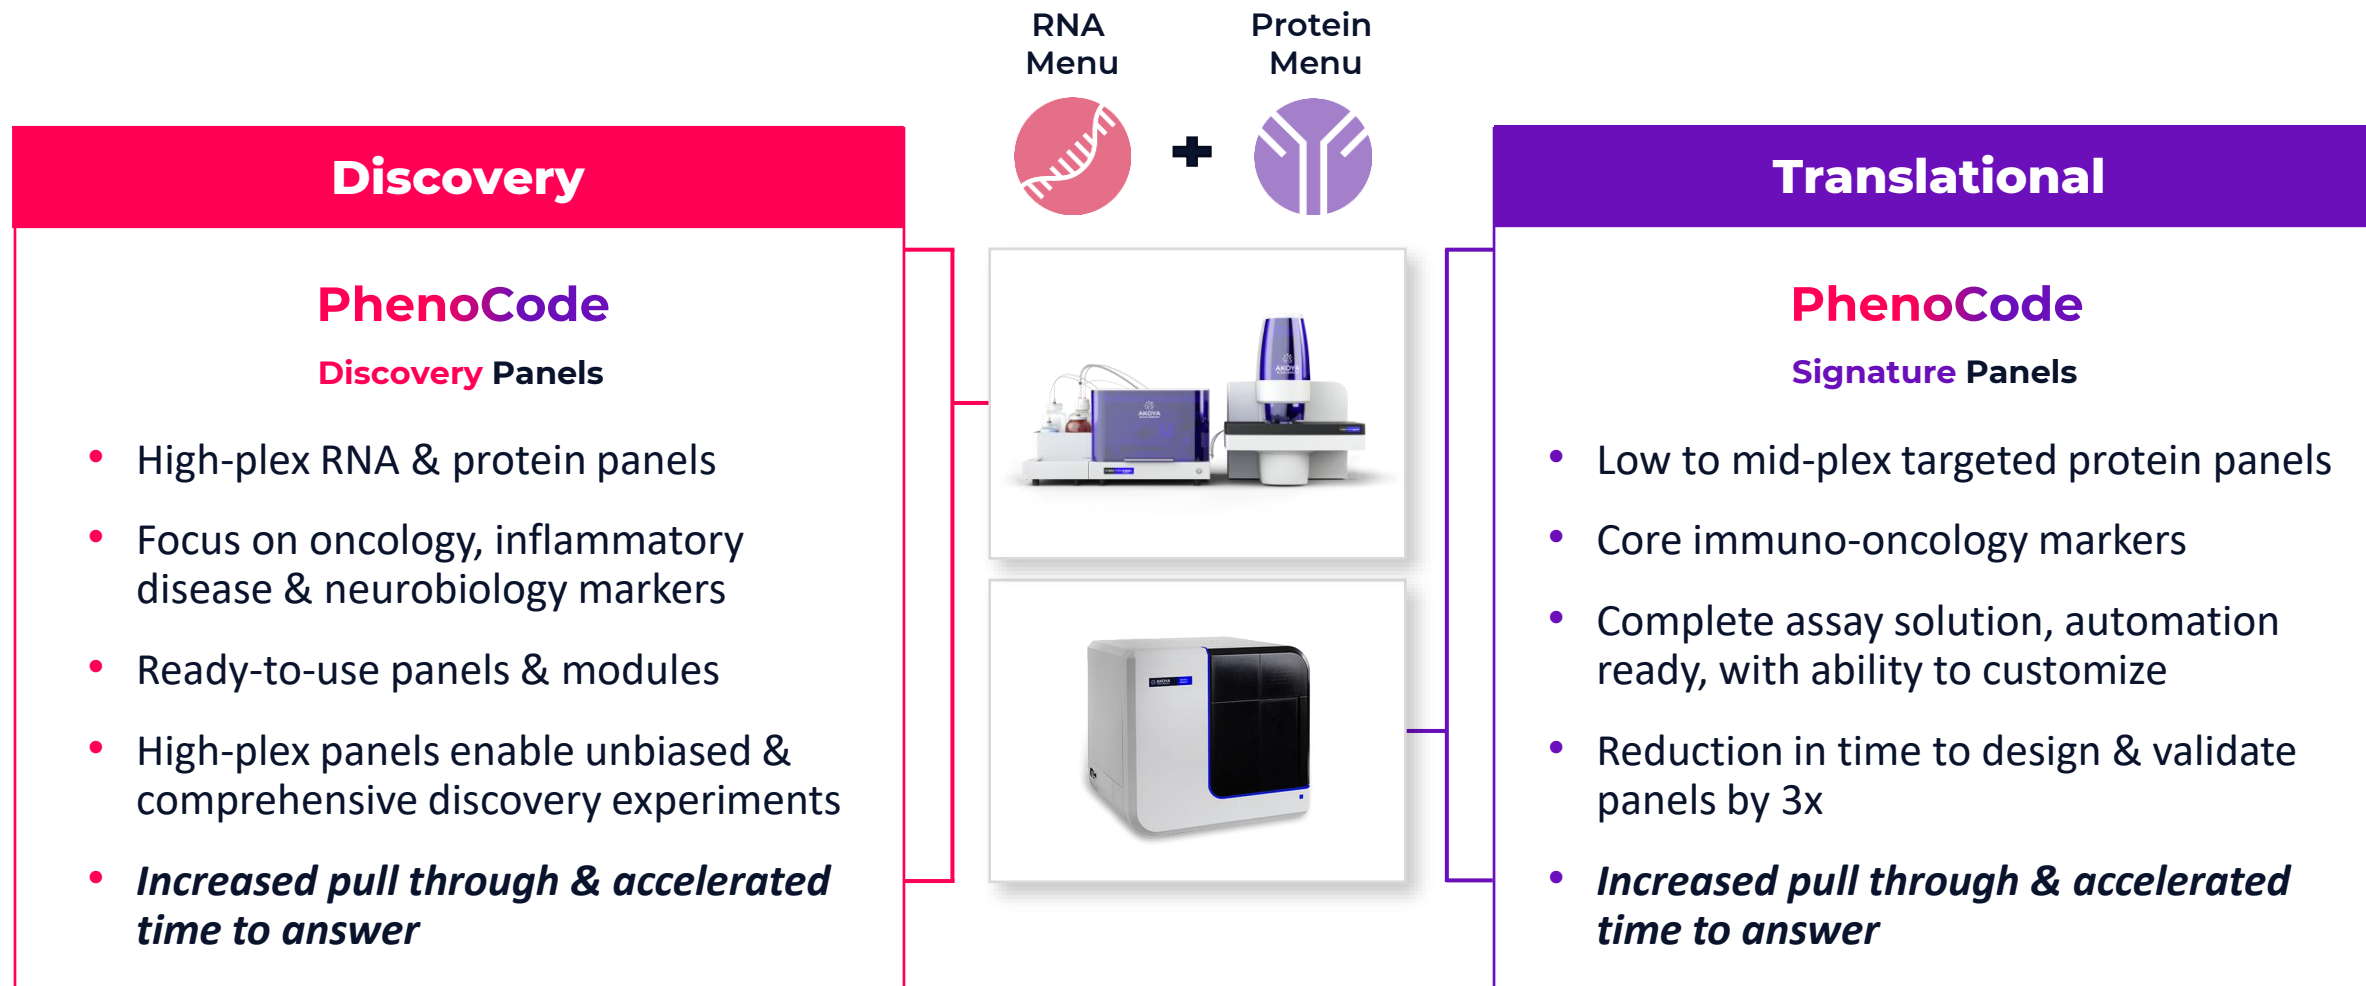 RNA
Menu
Protein
Menu
Discovery
PhenoCode
Discovery Panels
• High-plex RNA & protein panels
• Focus on oncology, inflammatory
disease & neurobiology markers
• Ready-to-use panels & modules
• High-plex panels enable unbiased &
comprehensive discovery experiments
• Increased pull through & accelerated
time to answer
AKOYA
AKOYA
AKOYA
Translational
PhenoCode
Signature Panels
• Low to mid-plex targeted protein panels
• Core immuno-oncology markers
• Complete assay solution, automation
ready, with ability to customize
• Reduction in time to design & validate
panels by 3x
• Increased pull through & accelerated
time to answer